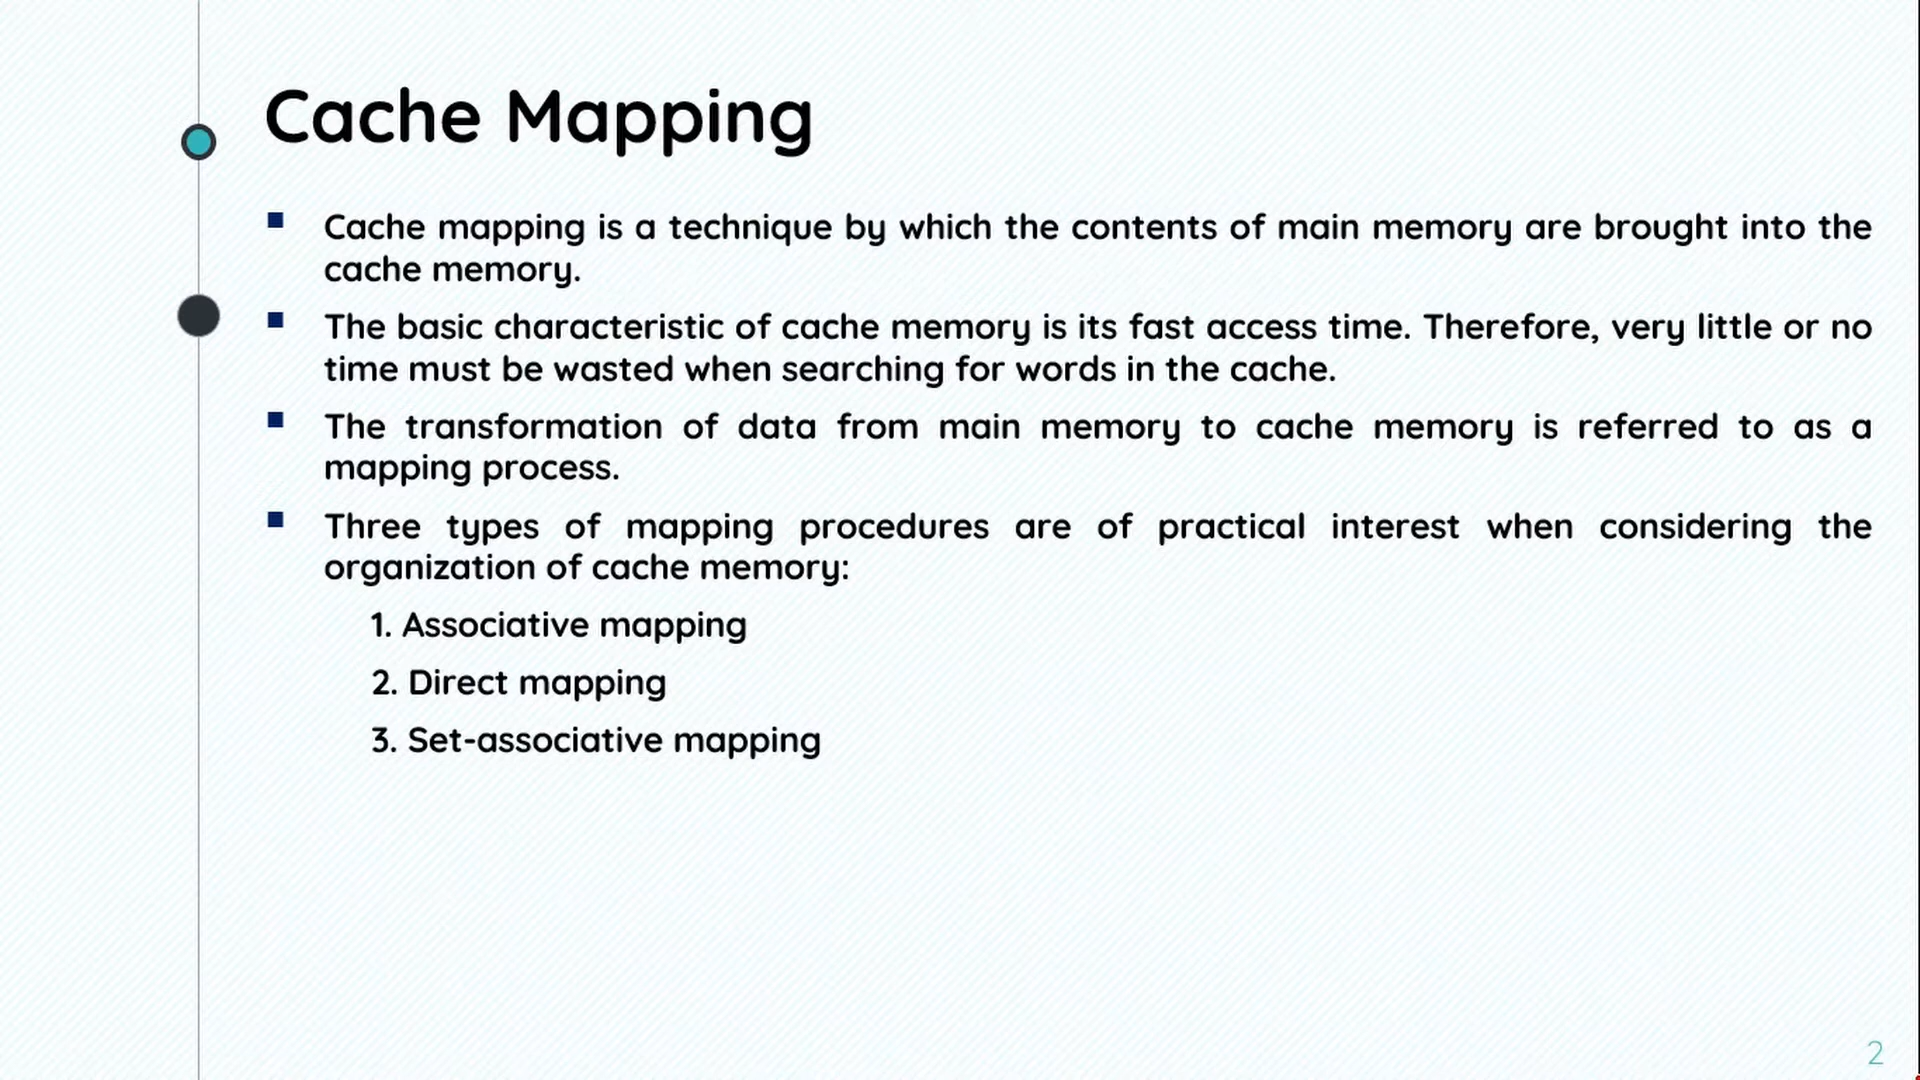 Cache Mapping
Cache mapping is a technique by which the contents of main memory are brought into the
cache memory.
The basic characteristic of cache memory is its fast access time. Therefore, very little or no
time must be wasted when searching for words in the cache.
The transformation of data from main memory to cache memory is referred to as a
mapping process.
Three types of mapping procedures are of practical interest when considering the
organization of cache memory:
1. Associative mapping
2. Direct mapping
3. Set-associative mapping
2